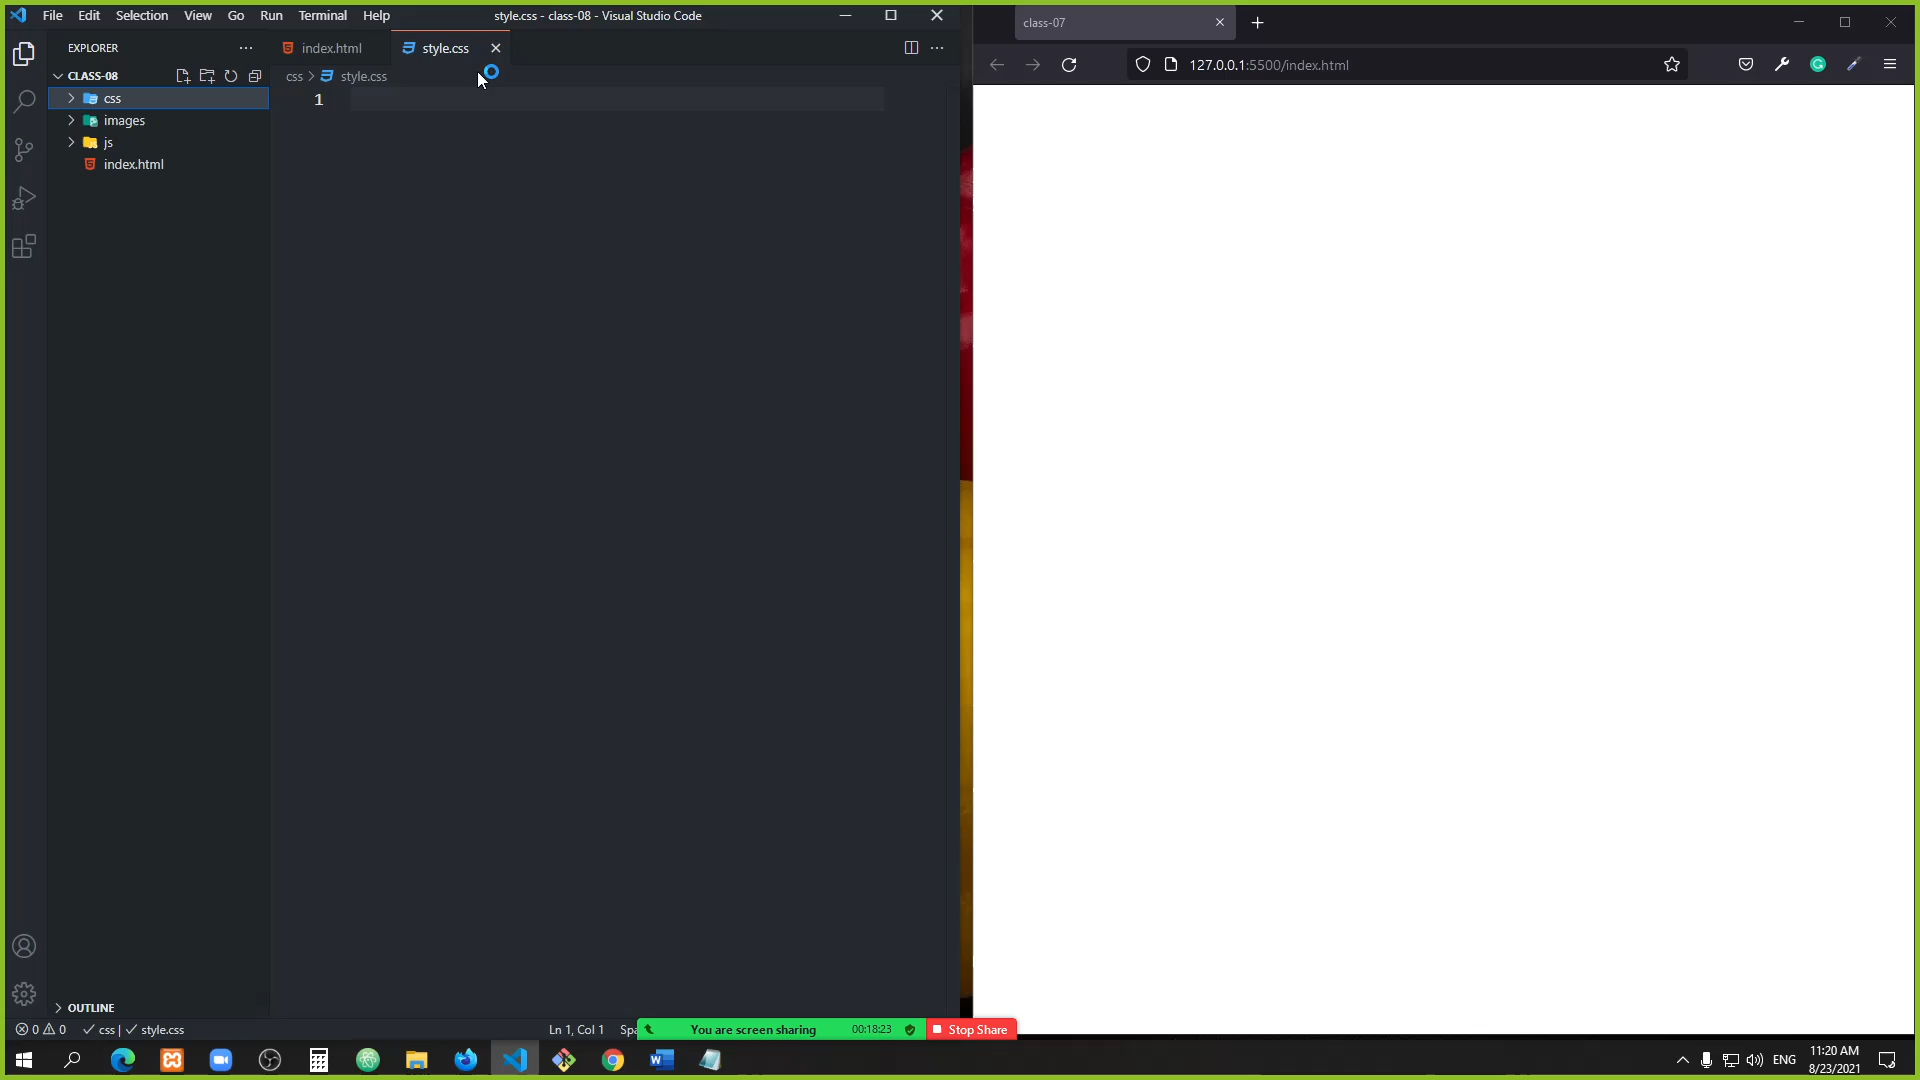 File Edit Selection View Go Run Terminal Help
style.css - class-08 - Visual Studio Code
class-07
EXPLORER
index.html
style.css
127.0.0.1:5500/index.html
CLASS-08
css > style.css
1
css
images
js
index.html
OUTLINE
0 0
css | style.css
Ln 1, Col 1
You are screen sharing
00:18:23
Stop Share
ENG
11:20 AM
8/23/2021